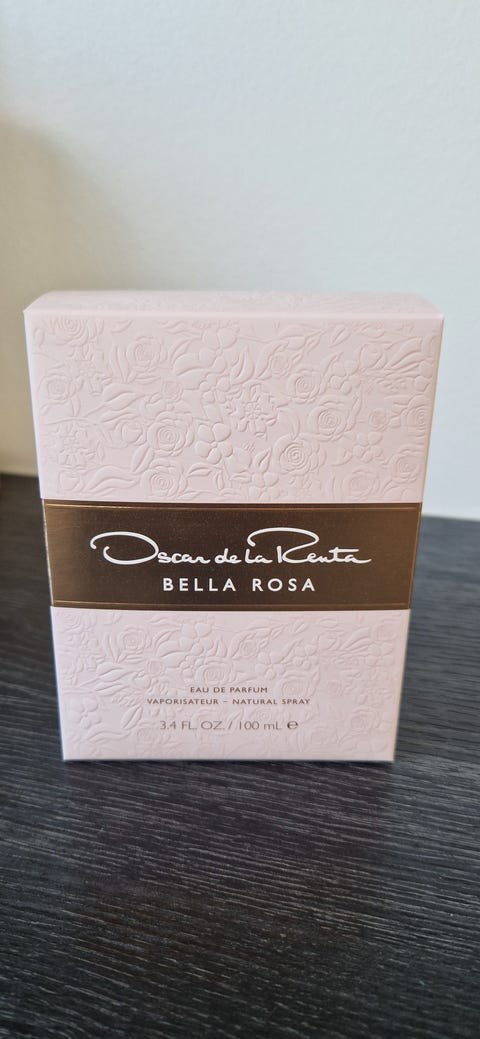 Oscar de la Renta
BELLA ROSA
EAU DE PARFUM
VAPORISATEUR – NATURAL SPRAY
3.4 FL. OZ. / 100 mL ℮